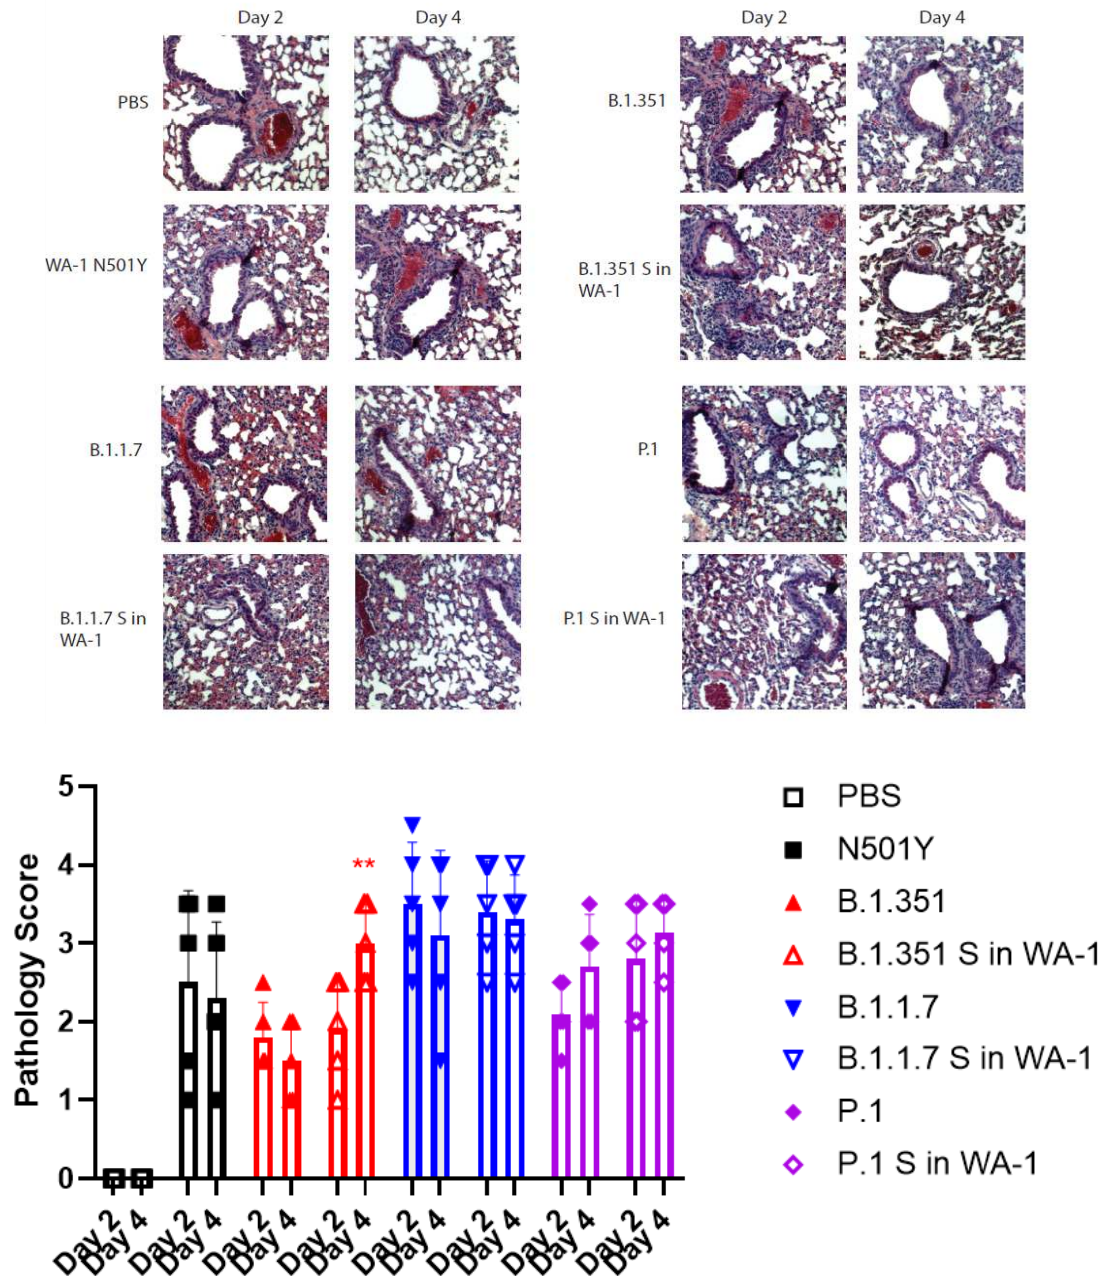 Day 2
Day 4
Day 2
Day 4
PBS
B.1.351
WA-1 N501Y
B.1.351 S in
WA-1
B.1.1.7
P.1
B.1.1.7 S in
WA-1
P.1 S in WA-1
Pathology Score
5
4
3
2
1
0
**
Day 2
Day 4
Day 2
Day 4
Day 2
Day 4
Day 2
Day 4
Day 2
Day 4
Day 2
Day 4
Day 2
Day 4
Day 2
Day 4
PBS
N501Y
B.1.351
B.1.351 S in WA-1
B.1.1.7
B.1.1.7 S in WA-1
P.1
P.1 S in WA-1